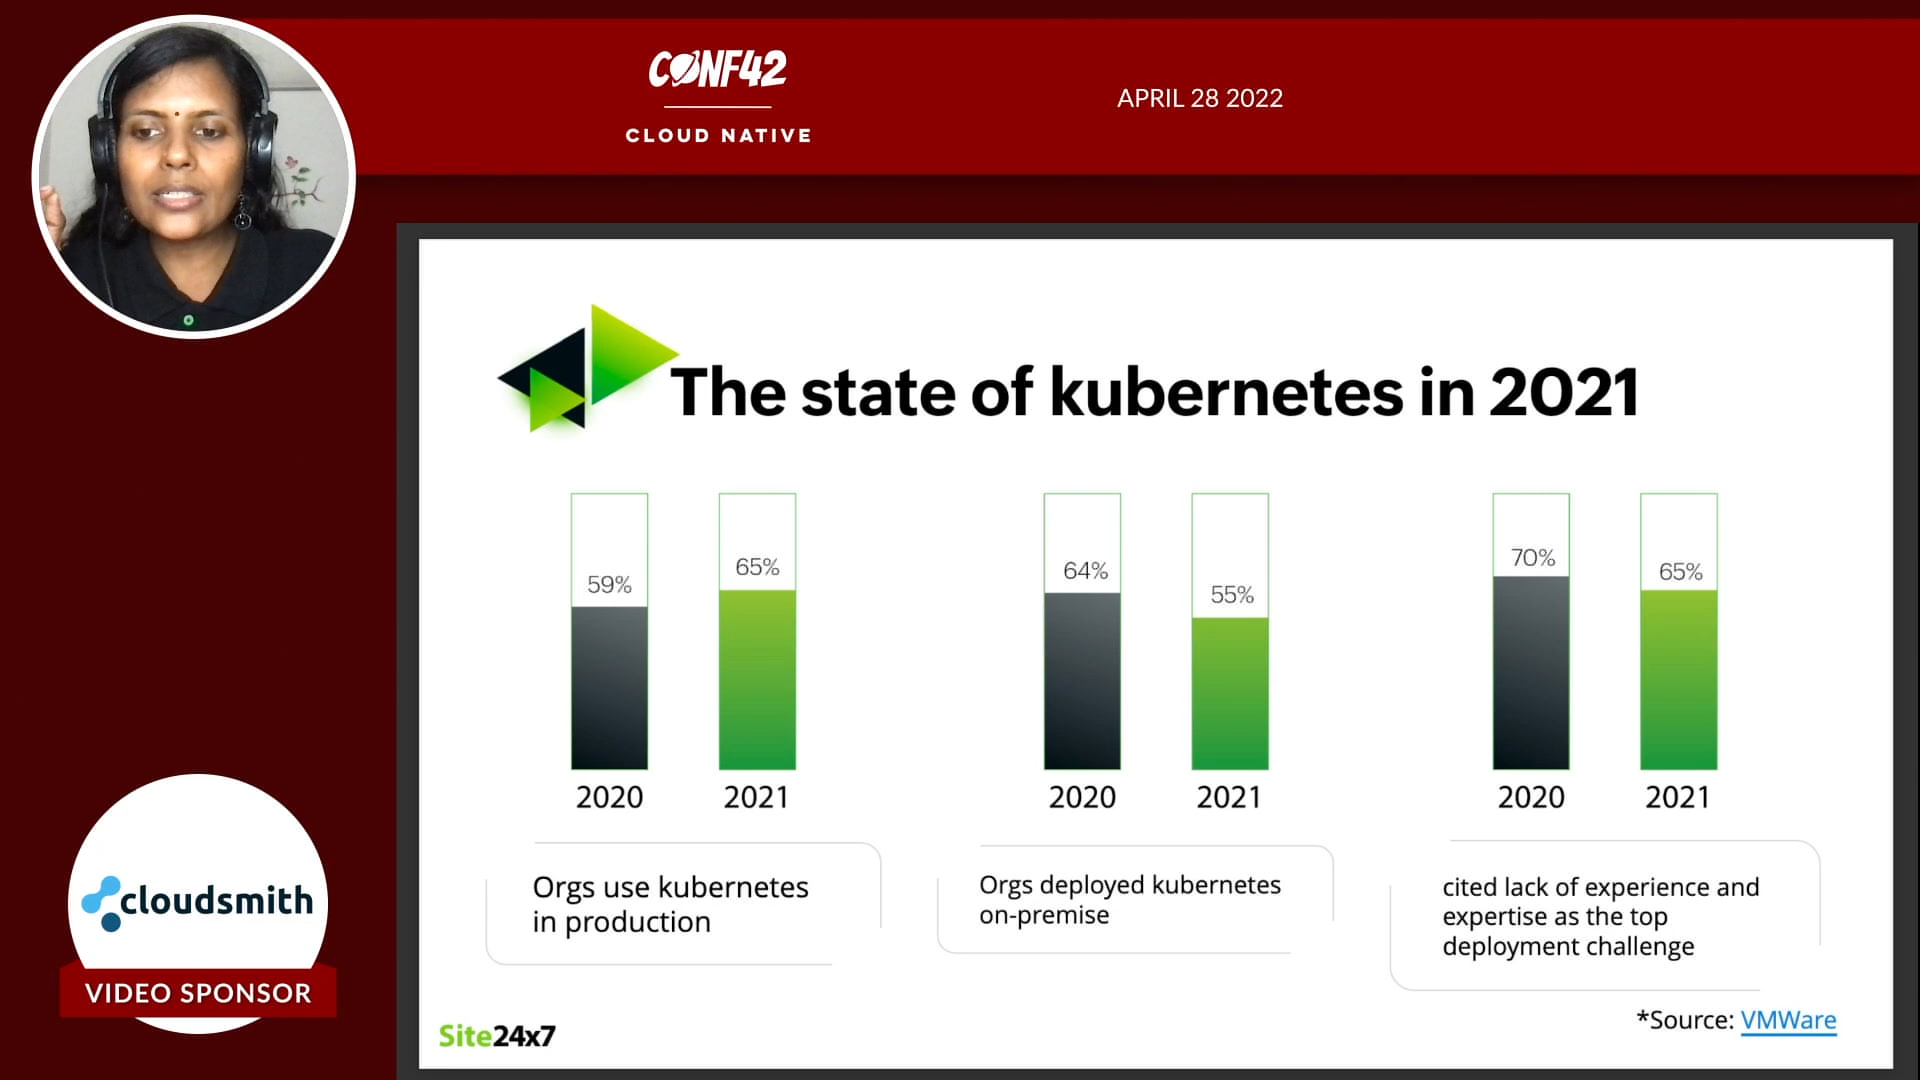 CONF42
CLOUD NATIVE
APRIL 28 2022
The state of kubernetes in 2021
59%
65%
2020
2021
64%
55%
2020
2021
70%
65%
2020
2021
Orgs use kubernetes
in production
Orgs deployed kubernetes
on-premise
cited lack of experience and
expertise as the top
deployment challenge
*Source: VMWare
Site24x7
cloudsmith
VIDEO SPONSOR